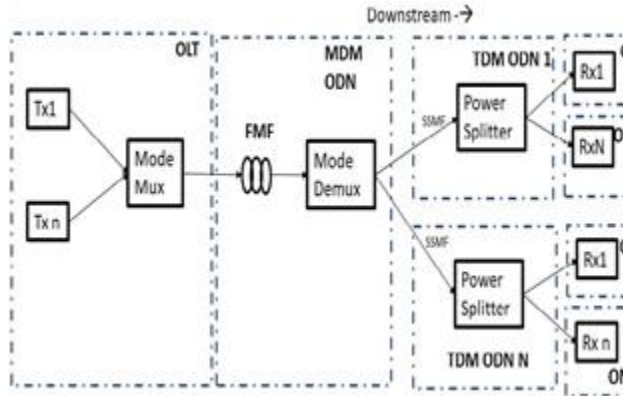 Downstream ->
OLT
MDM
ODN
TDM ODN 1
Tx1
Tx n
Mode
Mux
FMF
Mode
Demux
SSMF
Power
Splitter
Rx1
RxN
SSMF
Power
Splitter
Rx1
Rx n
TDM ODN N